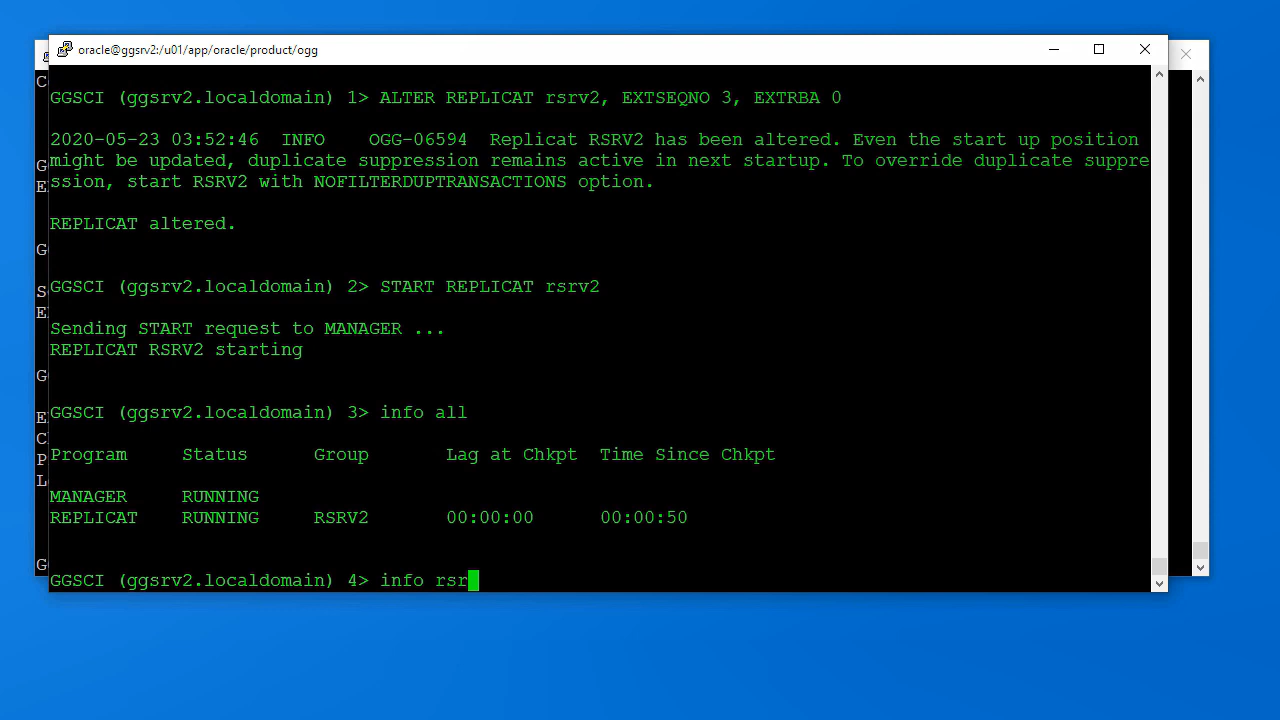 oracle@ggsrv2:/u01/app/oracle/product/ogg
GGSCI (ggsrv2.localdomain) 1> ALTER REPLICAT rsrv2, EXTSEQNO 3, EXTRBA 0
2020-05-23 03:52:46  INFO    OGG-06594  Replicat RSRV2 has been altered. Even the start up position
might be updated, duplicate suppression remains active in next startup. To override duplicate suppre
ssion, start RSRV2 with NOFILTERDUPTRANSACTIONS option.
REPLICAT altered.
GGSCI (ggsrv2.localdomain) 2> START REPLICAT rsrv2
Sending START request to MANAGER ...
REPLICAT RSRV2 starting
GGSCI (ggsrv2.localdomain) 3> info all
Program     Status      Group       Lag at Chkpt  Time Since Chkpt
MANAGER     RUNNING
REPLICAT    RUNNING     RSRV2       00:00:00      00:00:50
GGSCI (ggsrv2.localdomain) 4> info rsr